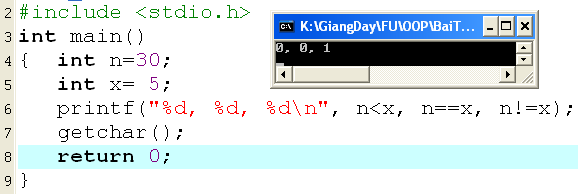 2 #include <stdio.h>
3 int main()
4 {  int n=30;
5    int x= 5;
6    printf("%d, %d, %d\n", n<x, n==x, n!=x);
7    getchar();
8    return 0;
9 }
K:\GiangDay\FU\OOP\BaiT...
0, 0, 1